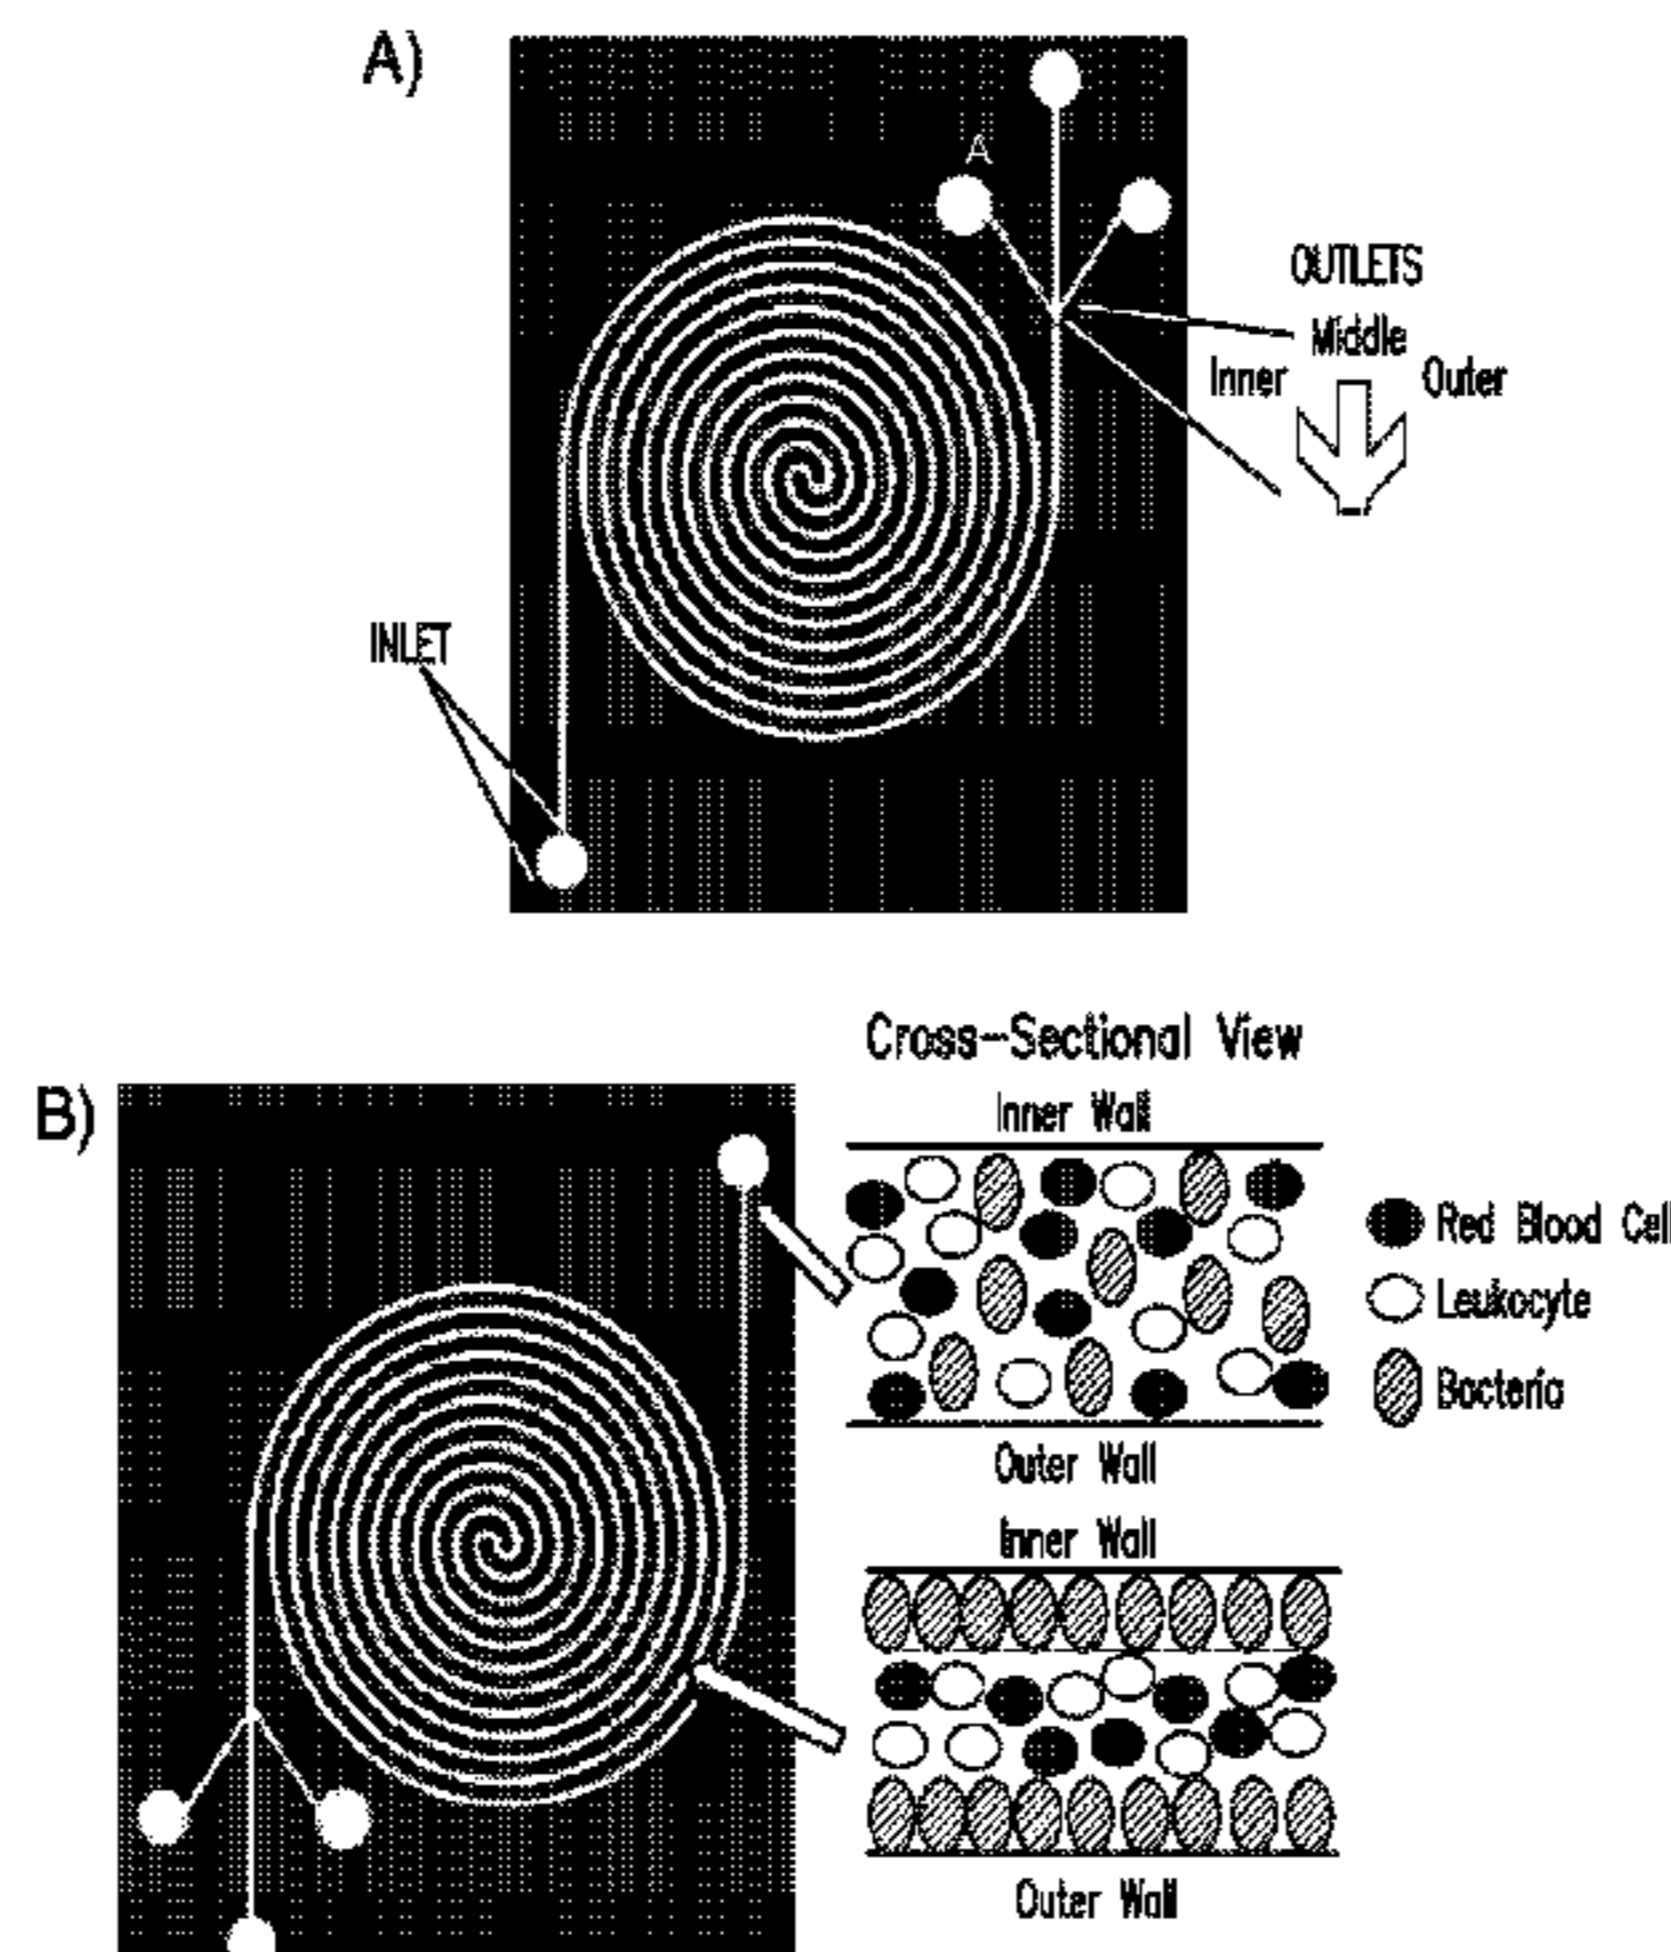 A)
A
OUTLETS
Middle
Inner Outer
INLET
Cross-Sectional View
B)
Inner Wall
Red Blood Cell
Leukocyte
Bacteria
Outer Wall
Inner Wall
Outer Wall